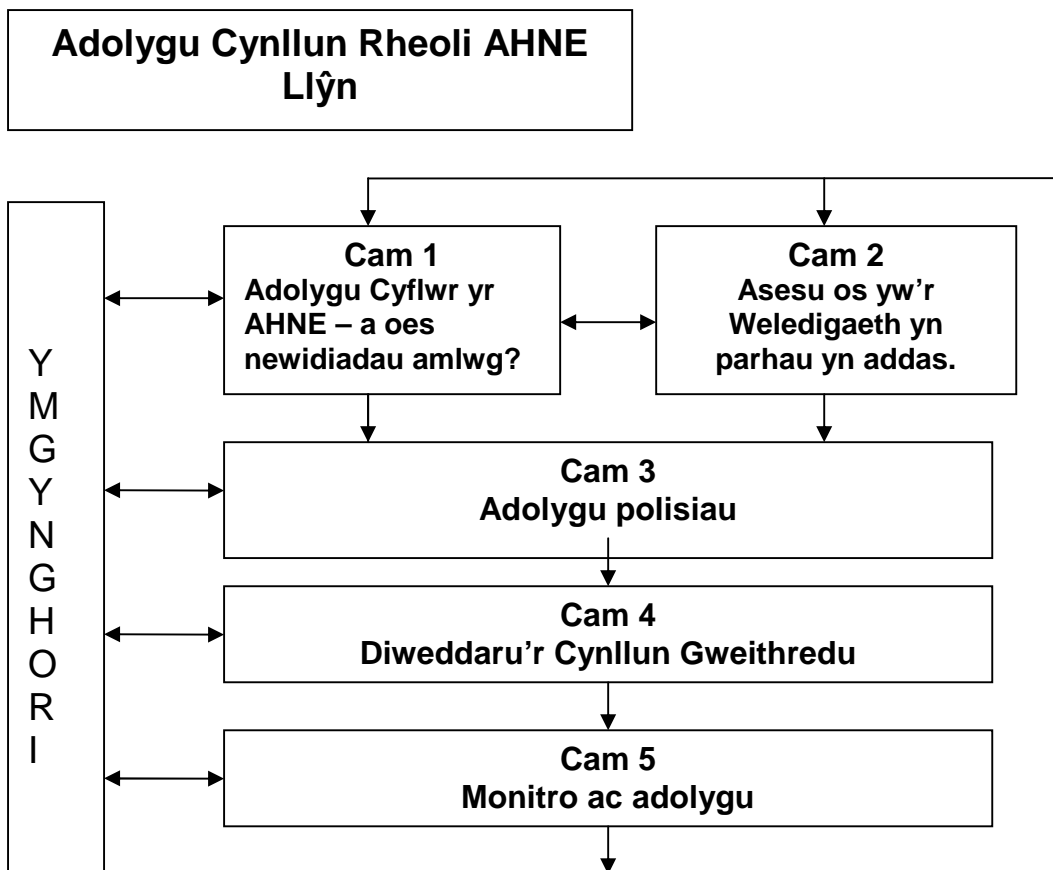 Adolygu Cynllun Rheoli AHNE
Llŷn
Cam 1
Adolygu Cyflwr yr
AHNE – a oes
newidiadau amlwg?
Cam 2
Asesu os yw'r
Weledigaeth yn
parhau yn addas.
Y
M
G
Y
N
G
H
O
R
I
Cam 3
Adolygu polisiau
Cam 4
Diweddaru'r Cynllun Gweithredu
Cam 5
Monitro ac adolygu